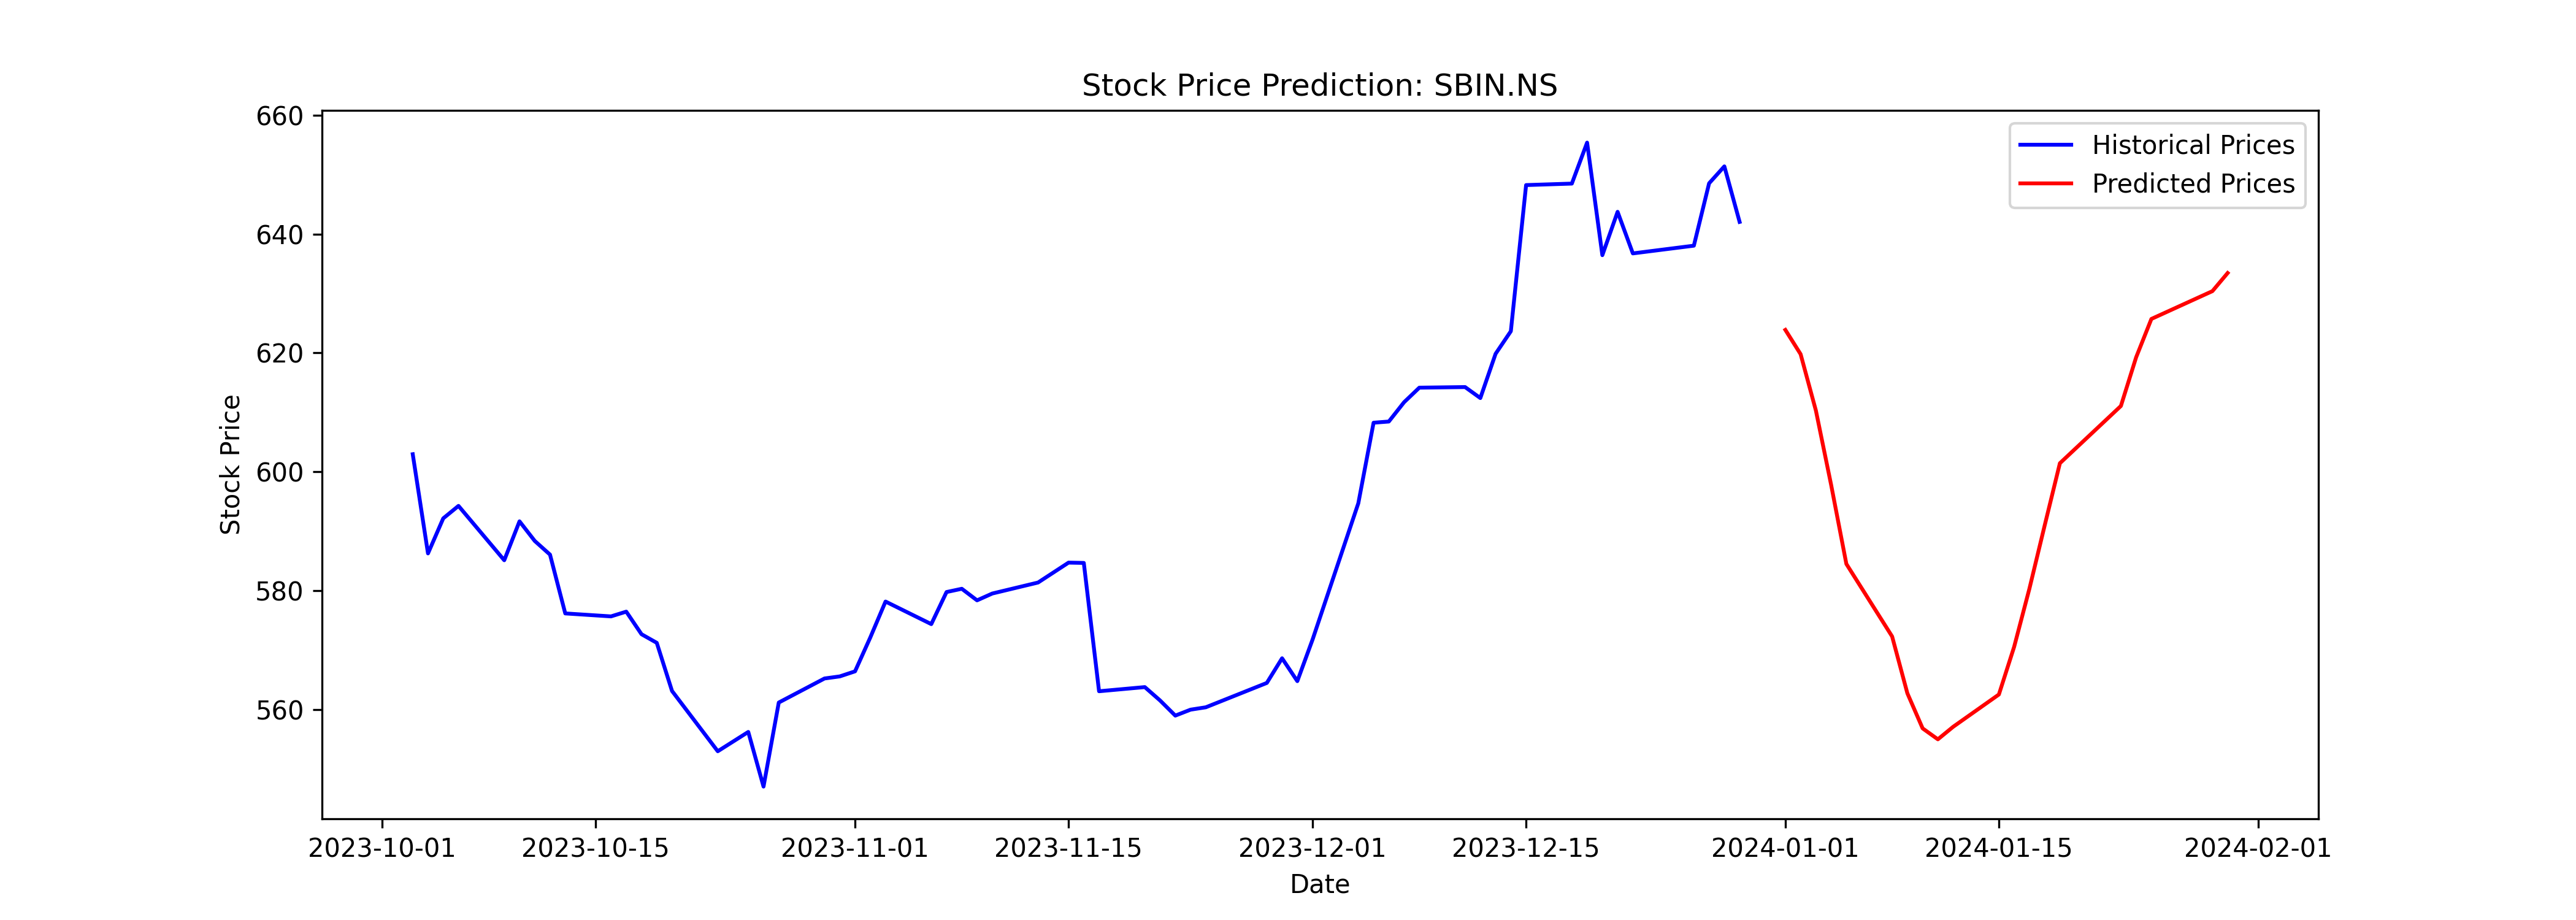 Stock Price Prediction: SBIN.NS
Historical Prices
Predicted Prices
Stock Price
660
640
620
600
580
560
2023-10-01 2023-10-15 2023-11-01 2023-11-15 2023-12-01 2023-12-15 2024-01-01 2024-01-15 2024-02-01
Date